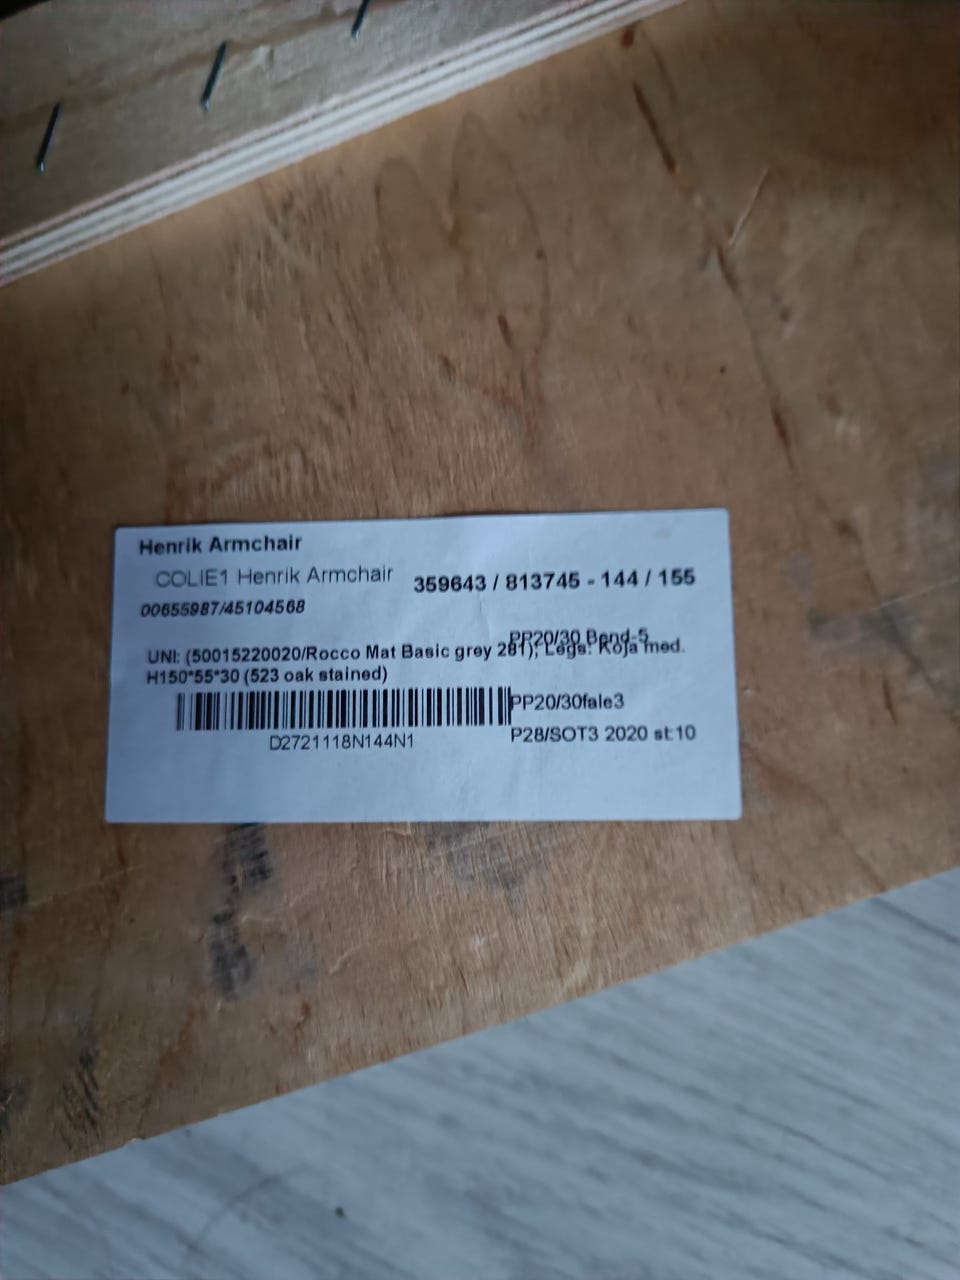 Henrik Armchair
COLIE1 Henrik Armchair
359643 / 813745 - 144 / 155
00655987/45104568
PP20/30 Bend-5
UNI: (50015220020/Rocco Mat Basic grey 281); Legs: Koja med.
H150*55*30 (523 oak stained)
PP20/30fale3
D2721118N144N1
P28/SOT3 2020 st:10